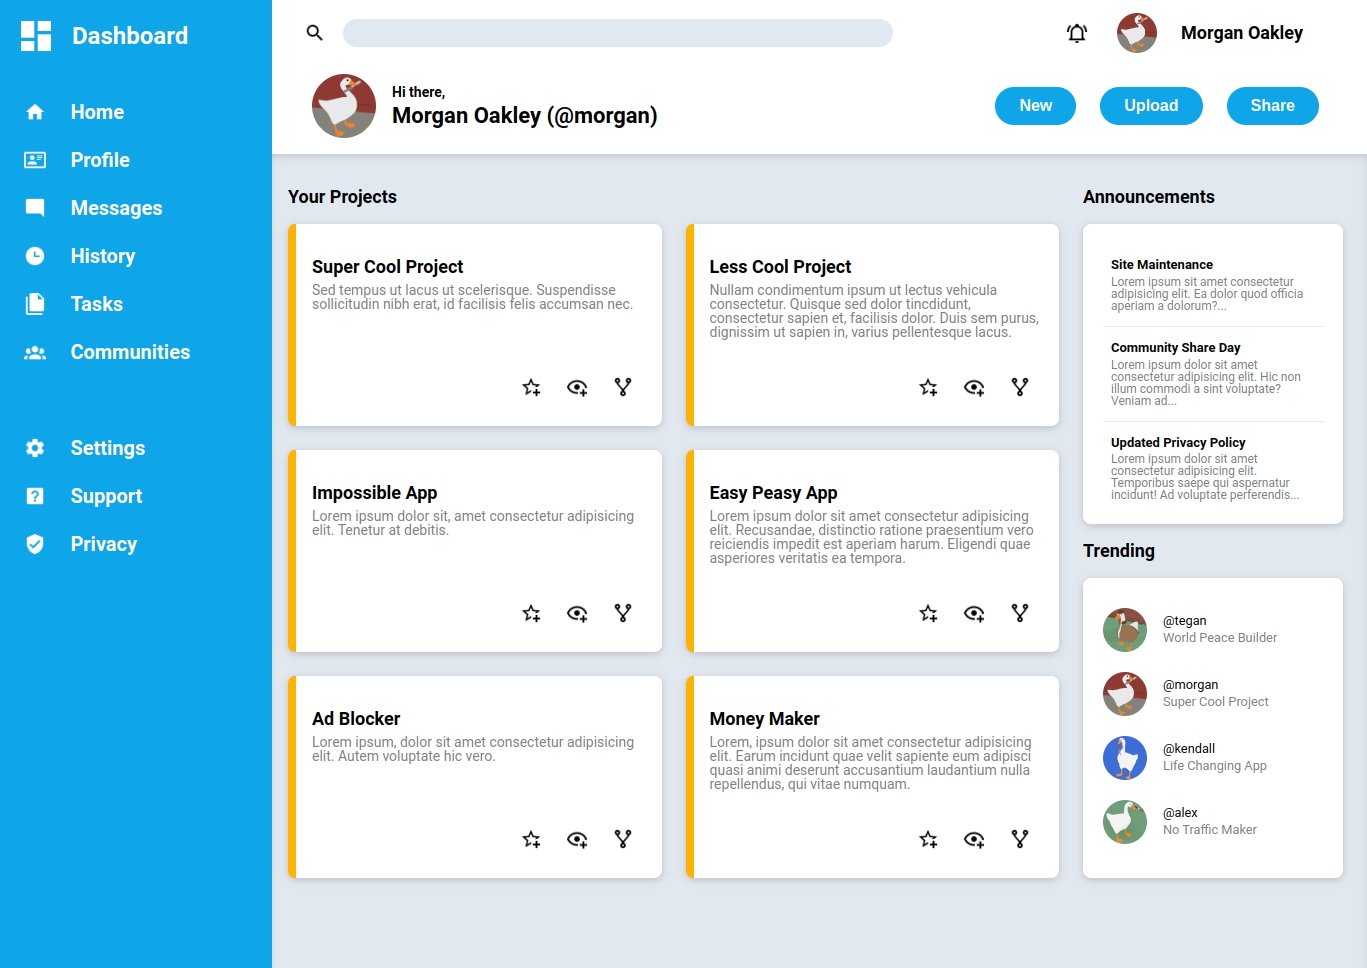 Dashboard
Home
Profile
Messages
History
Tasks
Communities
Settings
Support
Privacy
Morgan Oakley
Hi there,
Morgan Oakley (@morgan)
New
Upload
Share
Your Projects
Super Cool Project
Sed tempus ut lacus ut scelerisque. Suspendisse
sollicitudin nibh erat, id facilisis felis accumsan nec.
Less Cool Project
Nullam condimentum ipsum ut lectus vehicula
consectetur. Quisque sed dolor tincdidunt,
consectetur sapien et, facilisis dolor. Duis sem purus,
dignissim ut sapien in, varius pellentesque lacus.
Impossible App
Lorem ipsum dolor sit, amet consectetur adipisicing
elit. Tenetur at debitis.
Easy Peasy App
Lorem ipsum dolor sit amet consectetur adipisicing
elit. Recusandae, distinctio ratione praesentium vero
reiciendis impedit est aperiam harum. Eligendi quae
asperiores veritatis ea tempora.
Ad Blocker
Lorem ipsum, dolor sit amet consectetur adipisicing
elit. Autem voluptate hic vero.
Money Maker
Lorem, ipsum dolor sit amet consectetur adipisicing
elit. Earum incidunt quae velit sapiente eum adipisci
quasi animi deserunt accusantium laudantium nulla
repellendus, qui vitae numquam.
Announcements
Site Maintenance
Lorem ipsum dolor sit amet consectetur
adipisicing elit. Ea dolor quod officia
aperiam a dolorum?...
Community Share Day
Lorem ipsum dolor sit amet
consectetur adipisicing elit. Hic non
illum commodi a sint voluptate?
Veniam ad...
Updated Privacy Policy
Lorem ipsum dolor sit amet
consectetur adipisicing elit.
Temporibus saepe qui aspernatur
incidunt! Ad voluptate perferendis...
Trending
@tegan
World Peace Builder
@morgan
Super Cool Project
@kendall
Life Changing App
@alex
No Traffic Maker